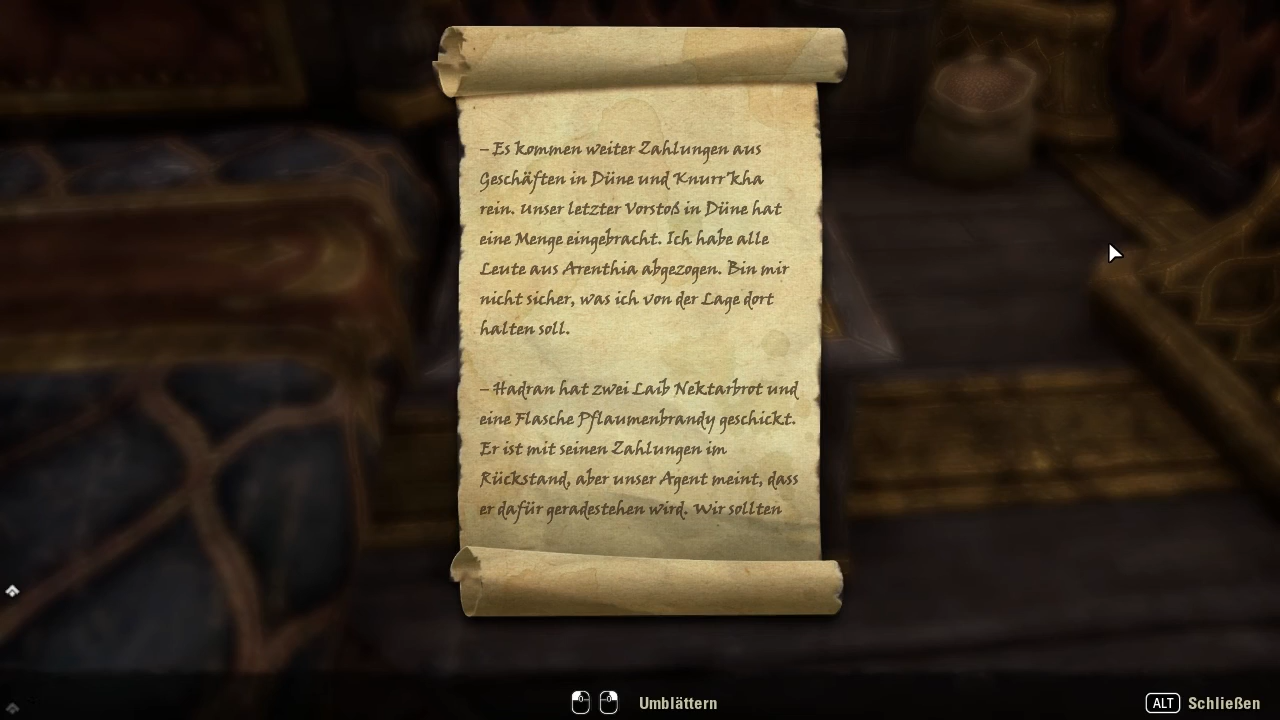 – Es kommen weiter Zahlungen aus
Geschäften in Düne und Knurr'kha
rein. Unser letzter Vorstoß in Düne hat
eine Menge eingebracht. Ich habe alle
Leute aus Arenthia abgezogen. Bin mir
nicht sicher, was ich von der Lage dort
halten soll.
– Hadran hat zwei Laib Nektarbrot und
eine Flasche Pflaumenbrandy geschickt.
Er ist mit seinen Zahlungen im
Rückstand, aber unser Agent meint, dass
er dafür geradestehen wird. Wir sollten
Umblättern
ALT Schließen